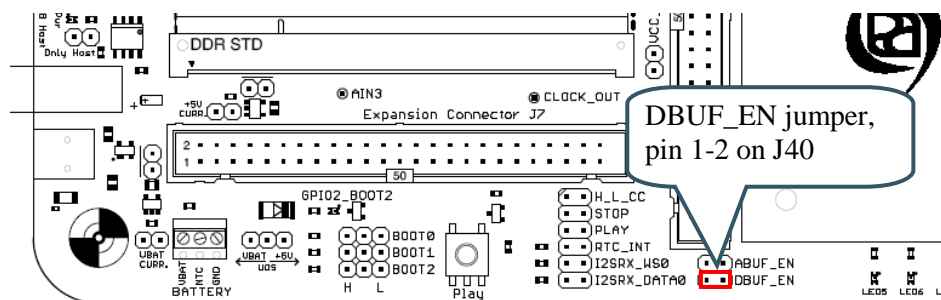 B Host
Pwr
Only Host
DDR STD
VCC_
50
+5V
CURR.
AIN3
CLOCK_OUT
Expansion Connector J7
DBUF_EN jumper,
pin 1-2 on J40
2
1
50
GPIO2_BOOT2
H_L_CC
STOP
PLAY
RTC_INT
I2SRX_WS0
I2SRX_DATA0
BOOT0
BOOT1
BOOT2
H L
Play
VBAT
CURR.
VBAT +5V
SDA
VBAT
NTC
GND
BATTERY
ABUF_EN
DBUF_EN
LED5
LED6
L